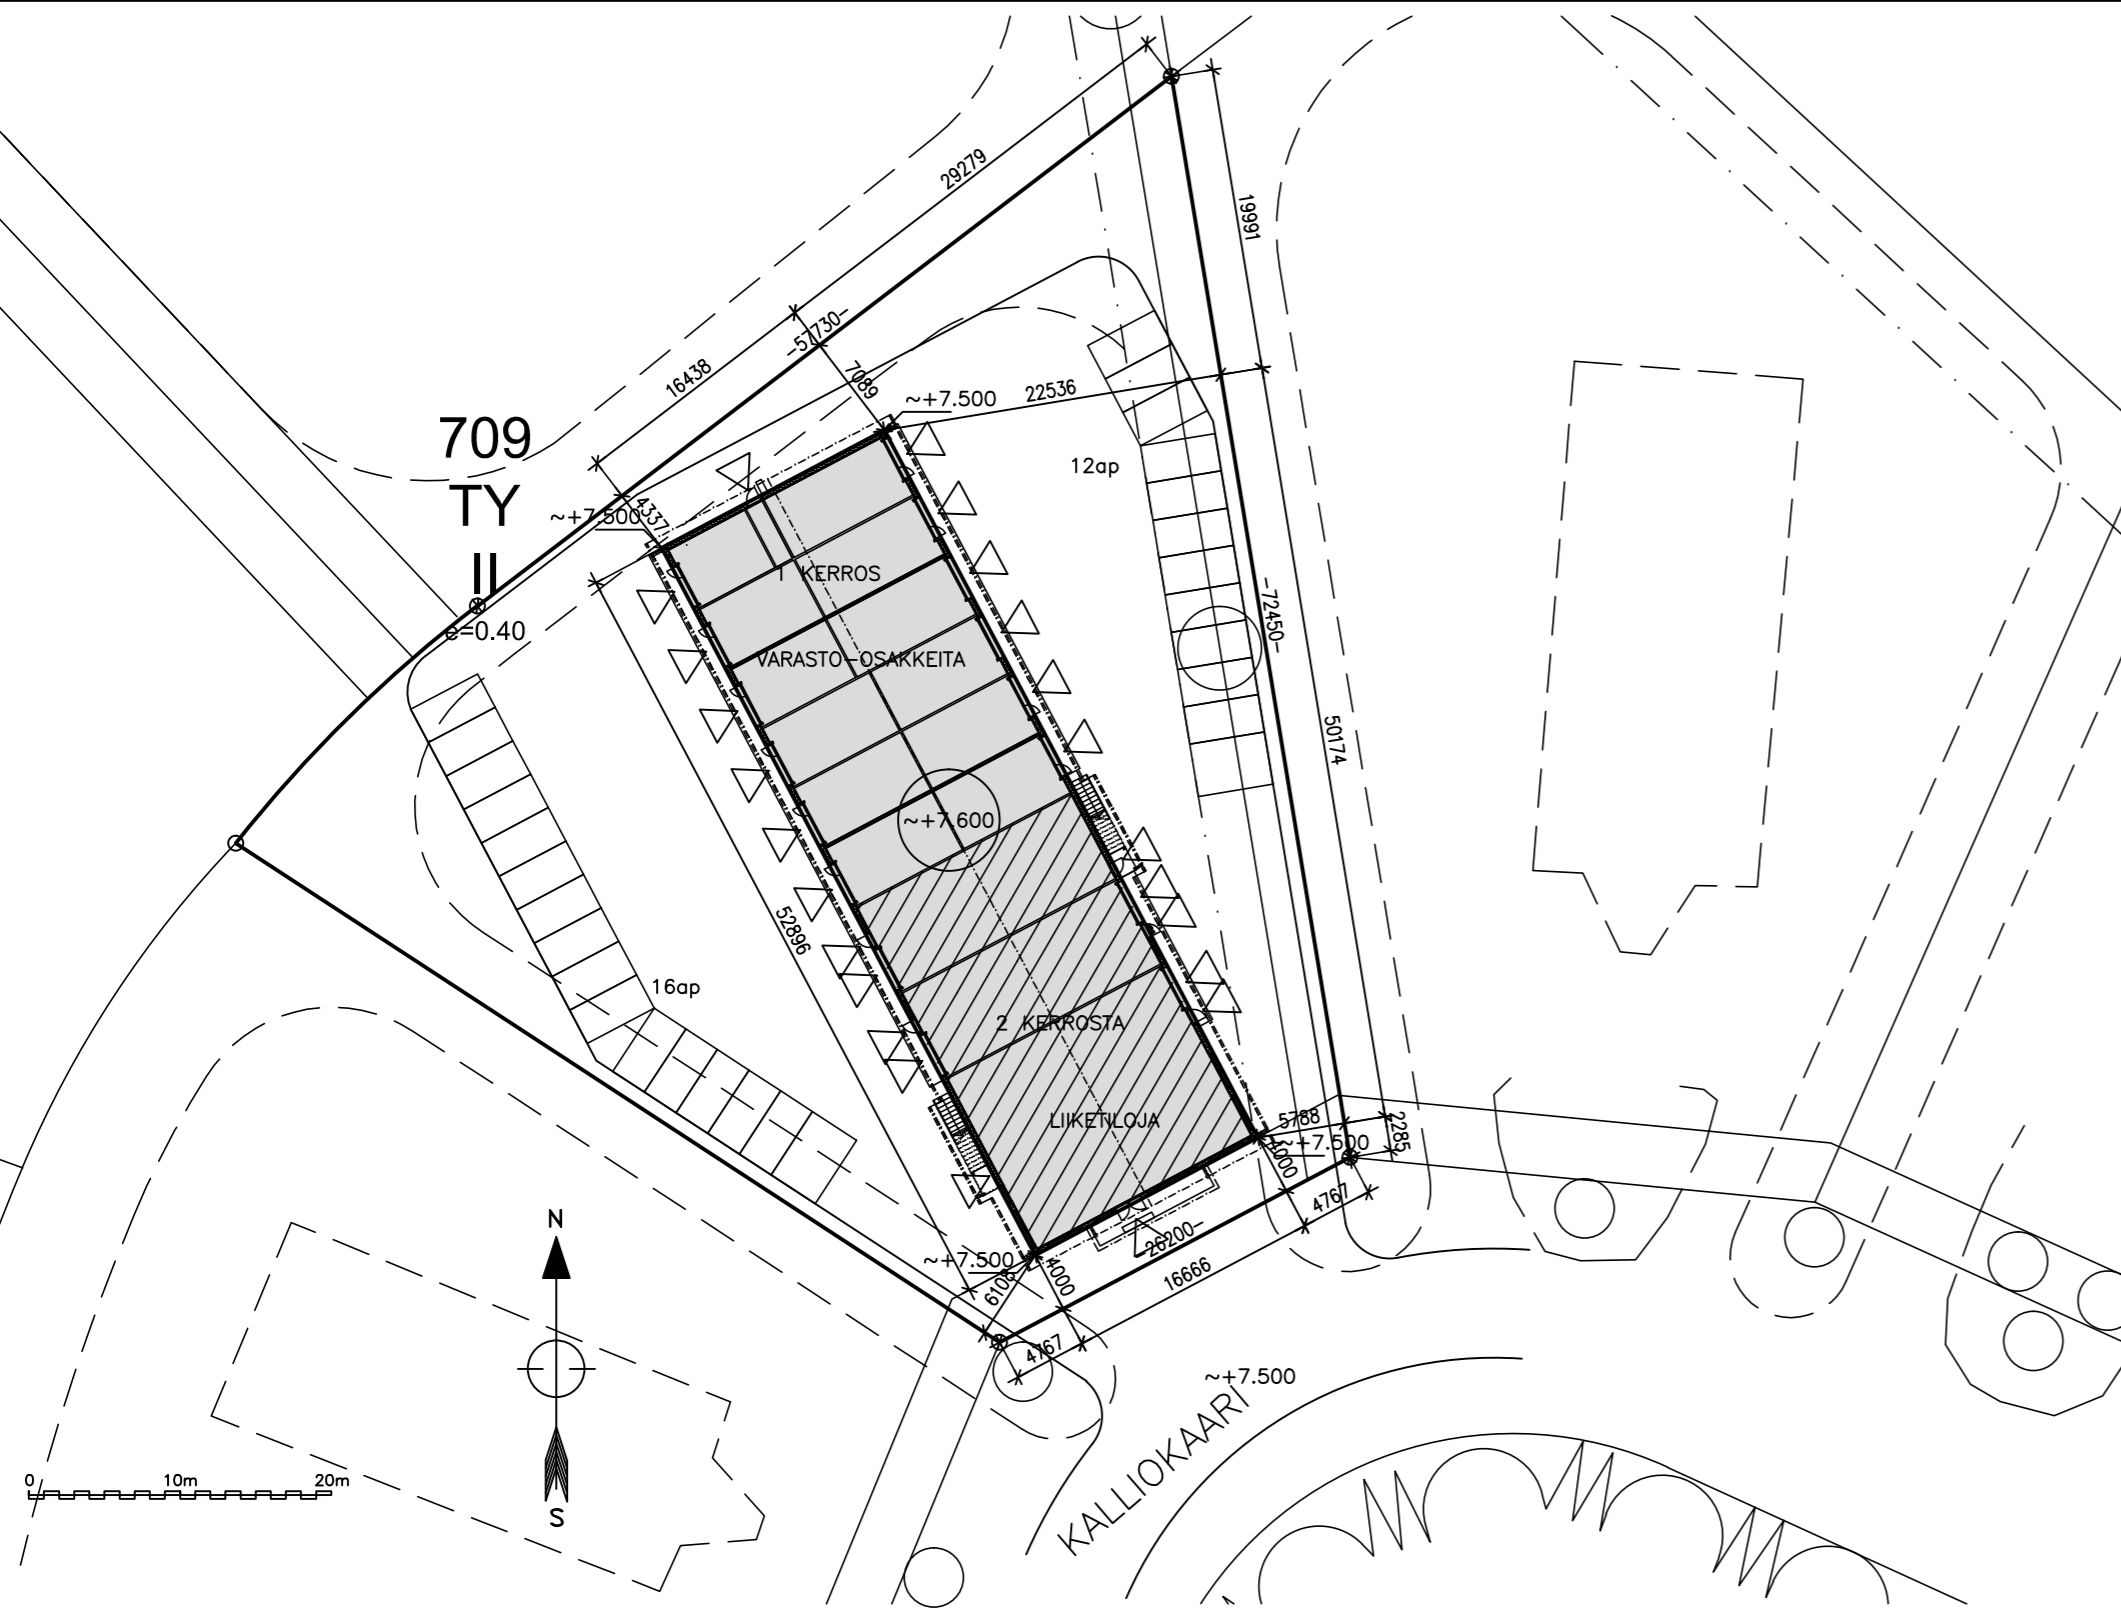 29279
19991
-57730-
16438
7089
22536
~+7.500
709
TY
II
e=0.40
12ap
4337
~+7.500
1 KERROS
-72450-
VARASTO-OSAKKEITA
50174
~+7.600
52896
16ap
2 KERROSTA
LIIKETILOJA
5788
2285
~+7.500
4000
4767
-26200-
16666
~+7.500
6108
4000
4767
~+7.500
KALLIOKAARI
N
S
0 10m 20m